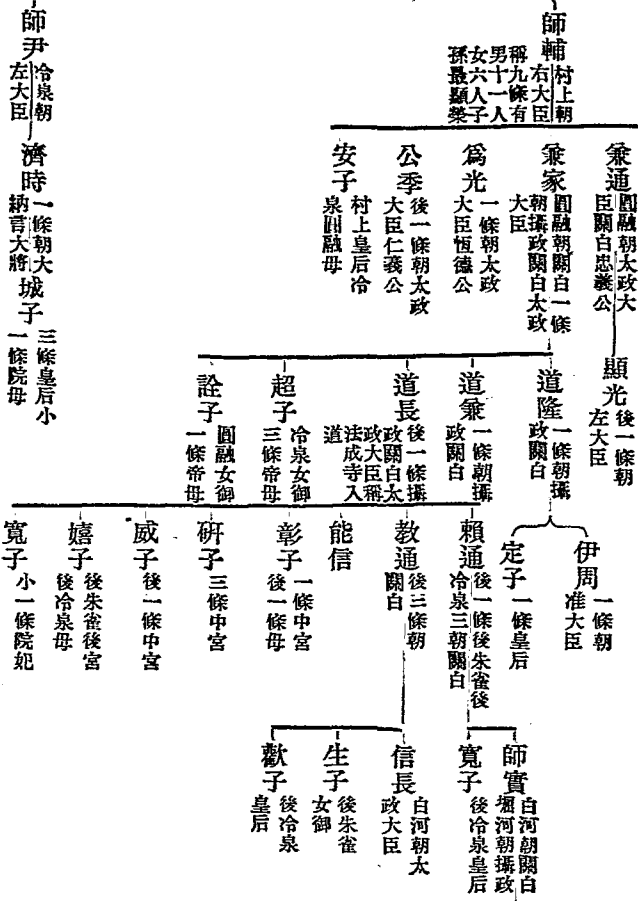 師輔
村上朝
右大臣
稱九條有
男十一人
女六人子
孫最顯榮
兼通
圓融朝太政大
臣關白忠義公
顯光
後一條朝
左大臣
兼家
圓融朝關白一條
朝攝政關白太政
大臣
道隆
一條朝攝
政關白
伊周
一條朝
准大臣
定子
一條皇后
道兼
一條朝攝
政關白
道長
後一條攝
政關白太
政大臣稱
法成寺入
道
賴通
後一條後朱雀後
冷泉三朝關白
師實
白河朝關白
堀河朝攝政
寬子
後冷泉皇后
教通
後三條朝
關白
信長
白河朝太
政大臣
生子
後朱雀
女御
歡子
後冷泉
皇后
能信
彰子
一條中宮
後一條母
硏子
三條中宮
威子
後一條中宮
嬉子
後朱雀後宮
後冷泉母
寬子
小一條院妃
超子
冷泉女御
三條帝母
詮子
圓融女御
一條帝母
爲光
一條朝太政
大臣恆德公
公季
後一條朝太政
大臣仁義公
安子
村上皇后冷
泉圓融母
師尹
冷泉朝
左大臣
濟時
一條朝大
納言大將
城子
三條皇后小
一條院母